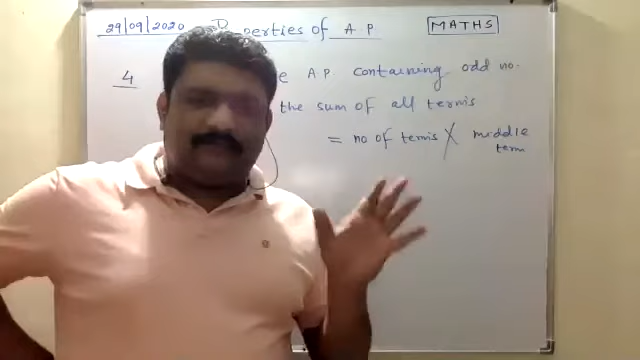 29/09/2020 Properties of A P MATHS
4 e A P containing odd no.
the sum of all terms
= no of terms X middle
term